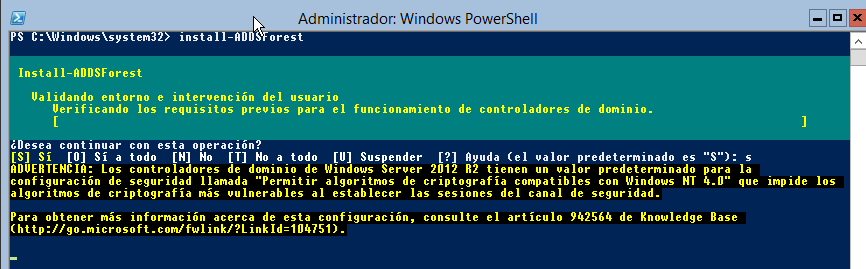 Administrador: Windows PowerShell
PS C:\Windows\system32> install-ADDSForest
Install-ADDSForest
Validando entorno e intervención del usuario
Verificando los requisitos previos para el funcionamiento de controladores de dominio.
[ ]
¿Desea continuar con esta operación?
[S] Sí [O] Sí a todo [N] No [T] No a todo [U] Suspender [?] Ayuda (el valor predeterminado es "S"): s
ADVERTENCIA: Los controladores de dominio de Windows Server 2012 R2 tienen un valor predeterminado para la
configuración de seguridad llamada "Permitir algoritmos de criptografía compatibles con Windows NT 4.0" que impide los
algoritmos de criptografía más vulnerables al establecer las sesiones del canal de seguridad.
Para obtener más información acerca de esta configuración, consulte el artículo 942564 de Knowledge Base
(http://go.microsoft.com/fwlink/?LinkId=104751).